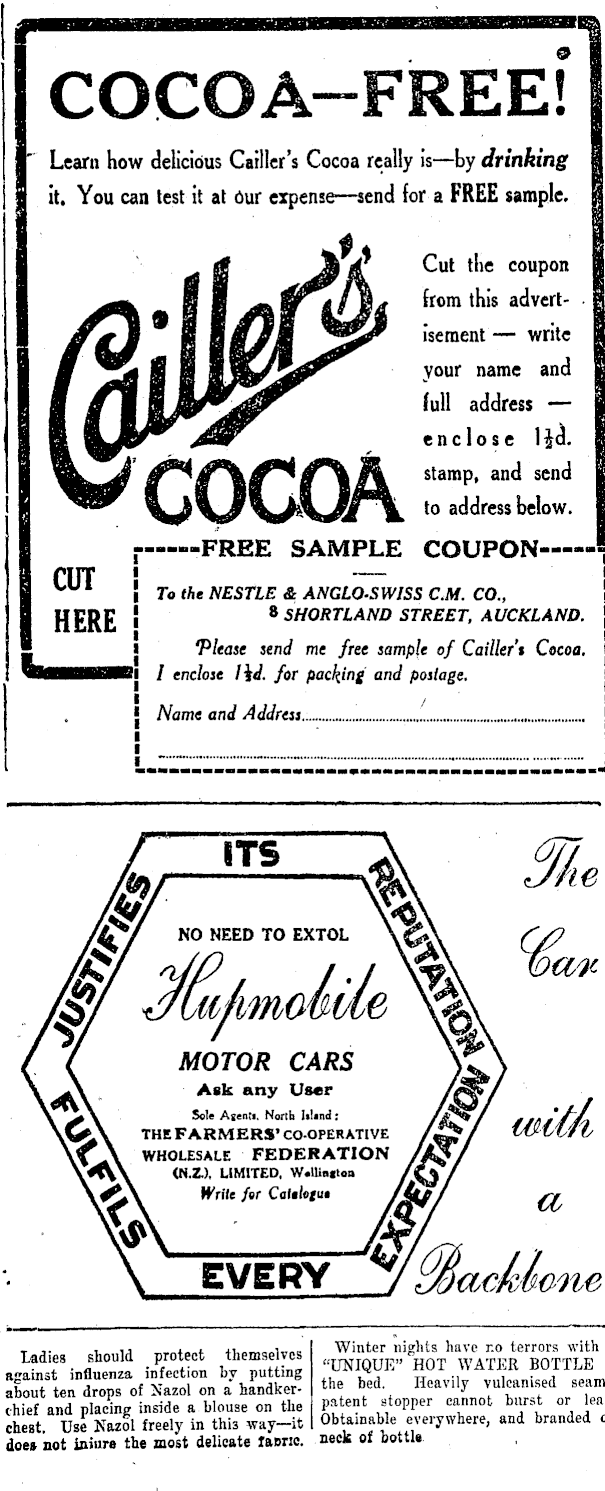 COCOA—FREE!
Learn how delicious Cailler's Cocoa really is—by drinking
it. You can test it at our expense—send for a FREE sample.
Cailler's
COCOA
Cut the coupon
from this advert-
isement — write
your name and
full address —
enclose 1½d.
stamp, and send
to address below.
CUT
HERE
FREE SAMPLE COUPON
To the NESTLE & ANGLO-SWISS C.M. CO.,
8 SHORTLAND STREET, AUCKLAND.
Please send me free sample of Cailler's Cocoa.
I enclose 1½d. for packing and postage.
Name and Address
JUSTIFIES
ITS
REPUTATION
FULFILS
EVERY
EXPECTATION
NO NEED TO EXTOL
Hupmobile
MOTOR CARS
Ask any User
Sole Agents, North Island:
THE FARMERS' CO-OPERATIVE
WHOLESALE FEDERATION
(N.Z.), LIMITED, Wellington
Write for Catalogue
The
Car
with
a
Backbone
Ladies should protect themselves
against influenza infection by putting
about ten drops of Nazol on a handker-
chief and placing inside a blouse on the
chest. Use Nazol freely in this way—it
does not iniure the most delicate fabric.
Winter nights have no terrors with
"UNIQUE" HOT WATER BOTTLE
the bed. Heavily vulcanised seam
patent stopper cannot burst or lea
Obtainable everywhere, and branded
neck of bottle